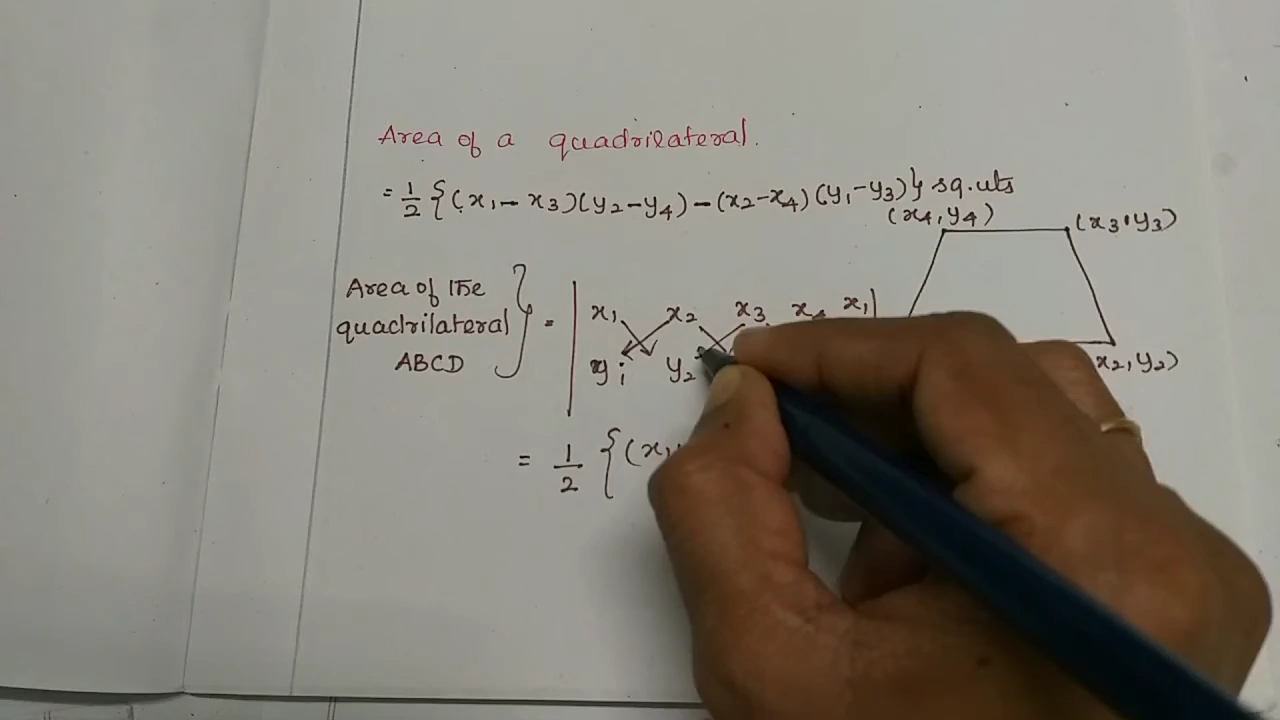 Area of a quadrilateral.
= 1/2 {(x₁ - x₃)(y₂ - y₄) - (x₂ - x₄)(y₁ - y₃)} sq.uts
(x₄, y₄) (x₃, y₃)
Area of the
quadrilateral
ABCD
= | x₁ x₂ x₃ x₄ x₁ |
y₁ y₂
x₂, y₂)
= 1/2 {(x₁